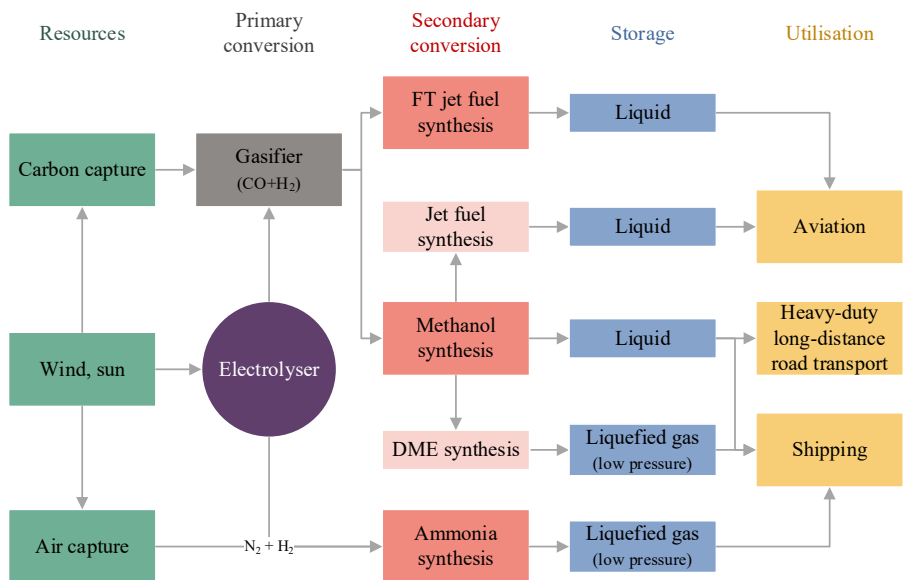 Resources
Primary
conversion
Secondary
conversion
Storage
Utilisation
FT jet fuel
synthesis
Liquid
Carbon capture
Gasifier
(CO+H₂)
Jet fuel
synthesis
Liquid
Aviation
Wind, sun
Electrolyser
Methanol
synthesis
Liquid
Heavy-duty
long-distance
road transport
DME synthesis
Liquefied gas
(low pressure)
Shipping
Air capture
N₂ + H₂
Ammonia
synthesis
Liquefied gas
(low pressure)